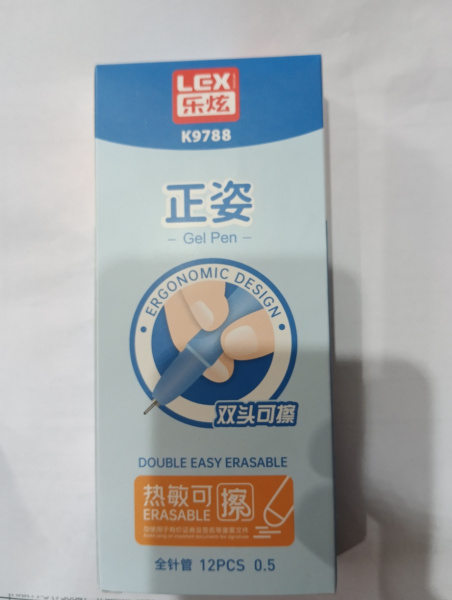 LEX
乐炫
K9788
正姿
- Gel Pen -
• ERGONOMIC DESIGN •
双头可擦
DOUBLE EASY ERASABLE
热敏可擦
ERASABLE
全针管 12PCS 0.5